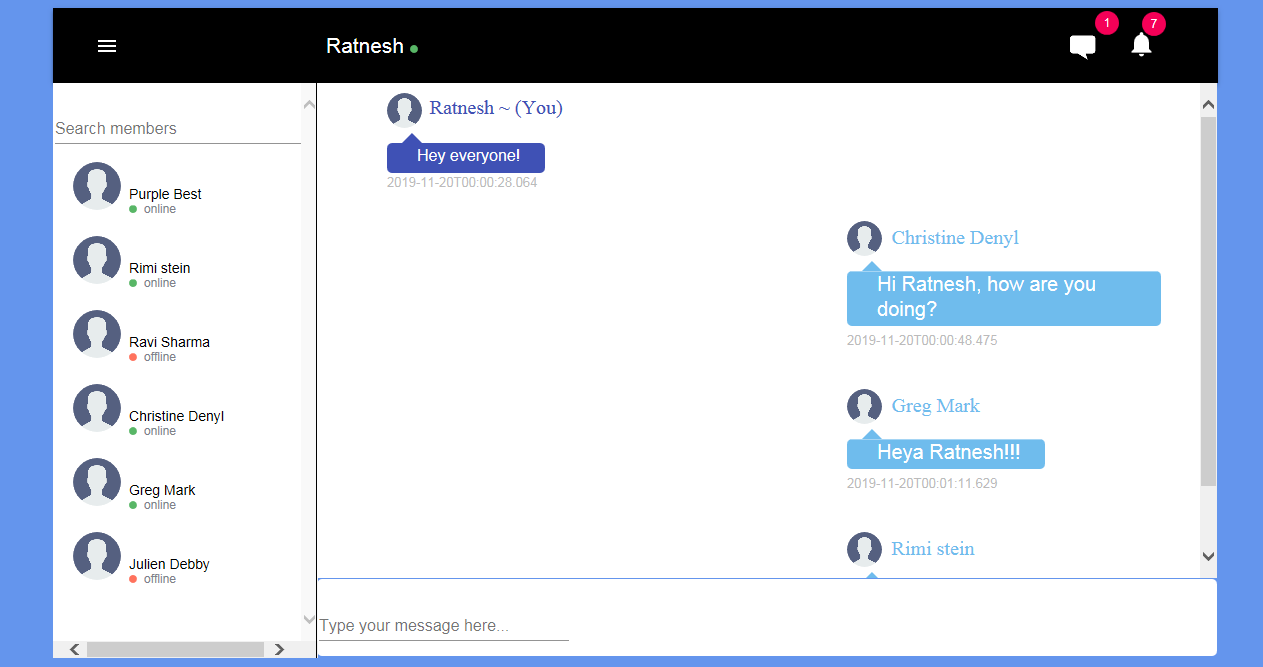 Ratnesh
1
7
Search members
Purple Best
online
Rimi stein
online
Ravi Sharma
offline
Christine Denyl
online
Greg Mark
online
Julien Debby
offline
Ratnesh ~ (You)
Hey everyone!
2019-11-20T00:00:28.064
Christine Denyl
Hi Ratnesh, how are you
doing?
2019-11-20T00:00:48.475
Greg Mark
Heya Ratnesh!!!
2019-11-20T00:01:11.629
Rimi stein
Type your message here...